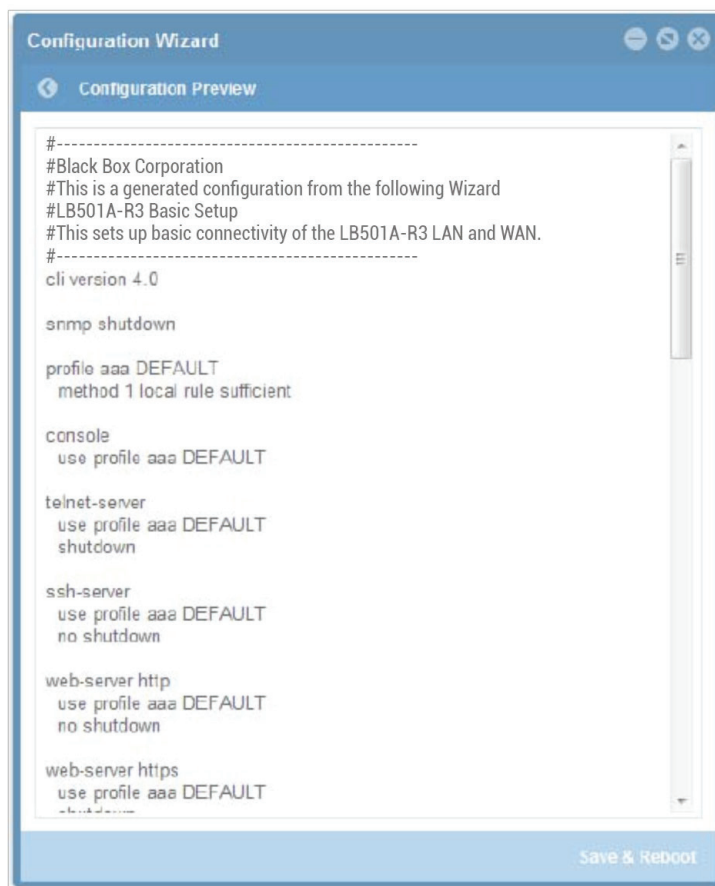 Configuration Wizard
Configuration Preview
#-------------------------------------------------
#Black Box Corporation
#This is a generated configuration from the following Wizard
#LB501A-R3 Basic Setup
#This sets up basic connectivity of the LB501A-R3 LAN and WAN.
#-------------------------------------------------
cli version 4.0
snmp shutdown
profile aaa DEFAULT
method 1 local rule sufficient
console
use profile aaa DEFAULT
telnet-server
use profile aaa DEFAULT
shutdown
ssh-server
use profile aaa DEFAULT
no shutdown
web-server http
use profile aaa DEFAULT
no shutdown
web-server https
use profile aaa DEFAULT
Save & Reboot